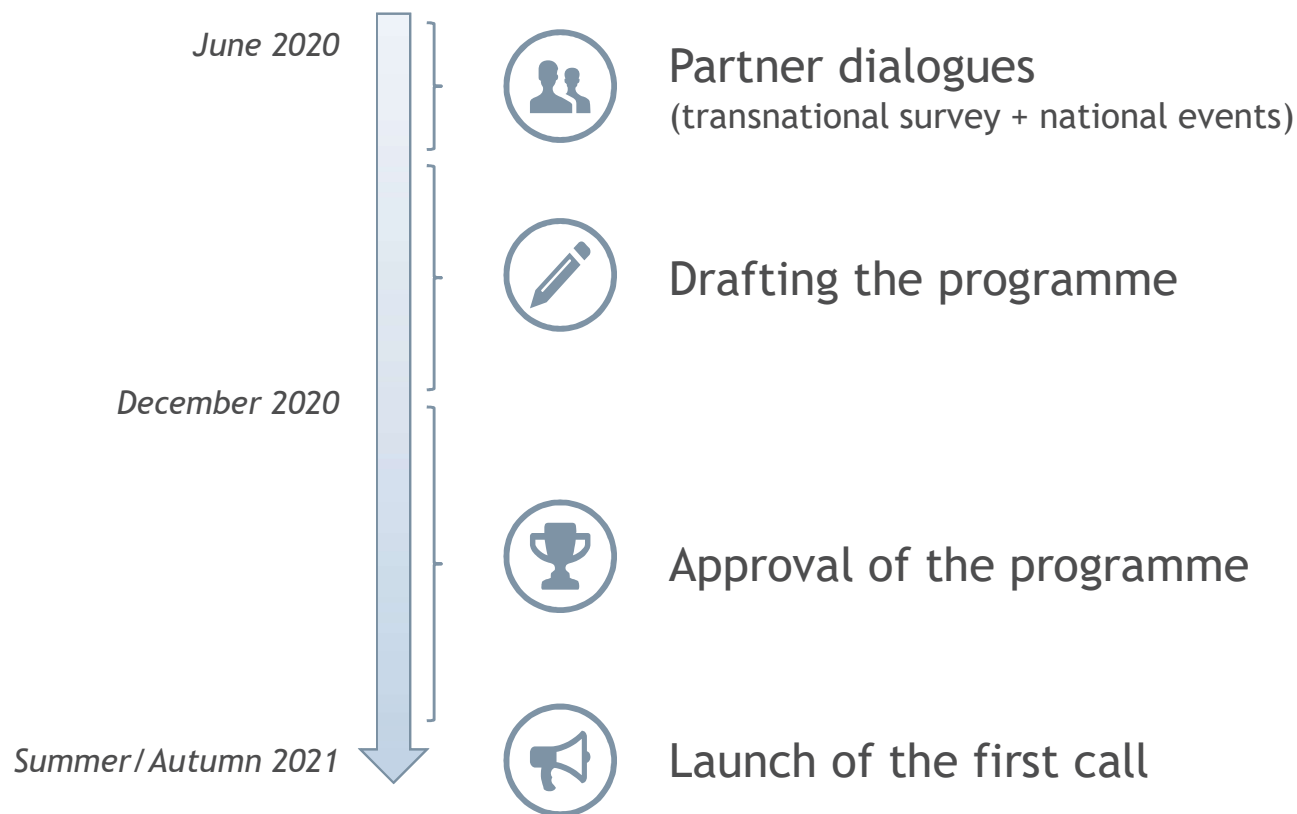 June 2020
Partner dialogues
(transnational survey + national events)
Drafting the programme
December 2020
Approval of the programme
Summer/Autumn 2021
Launch of the first call